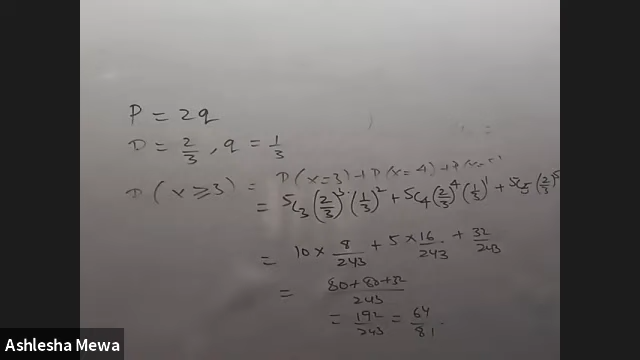 P = 2q
P = 2/3 , q = 1/3
P(x ≥ 3) = P(x=3) + P(x=4) + P(x=5)
= 5C3 (2/3)^3 (1/3)^2 + 5C4 (2/3)^4 (1/3)^1 + 5C5 (2/3)^5
= 10 × 8/243 + 5 × 16/243 + 32/243
= 80+80+32/243
= 192/243 = 64/81.
Ashlesha Mewa